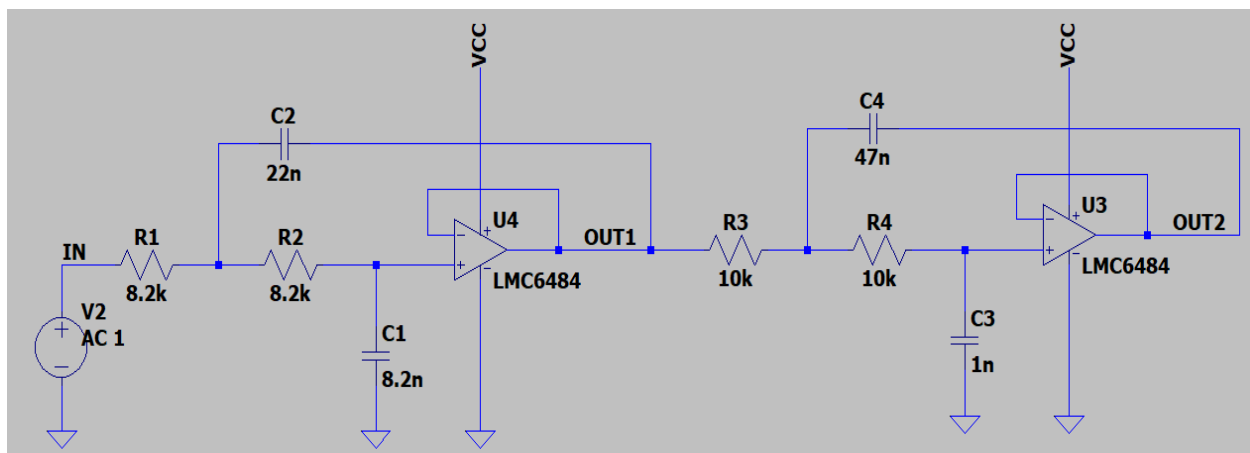 VCC
VCC
C2
22n
C4
47n
U4
U3
IN
R1
8.2k
R2
8.2k
OUT1
R3
10k
R4
10k
OUT2
LMC6484
LMC6484
V2
AC 1
C1
8.2n
C3
1n